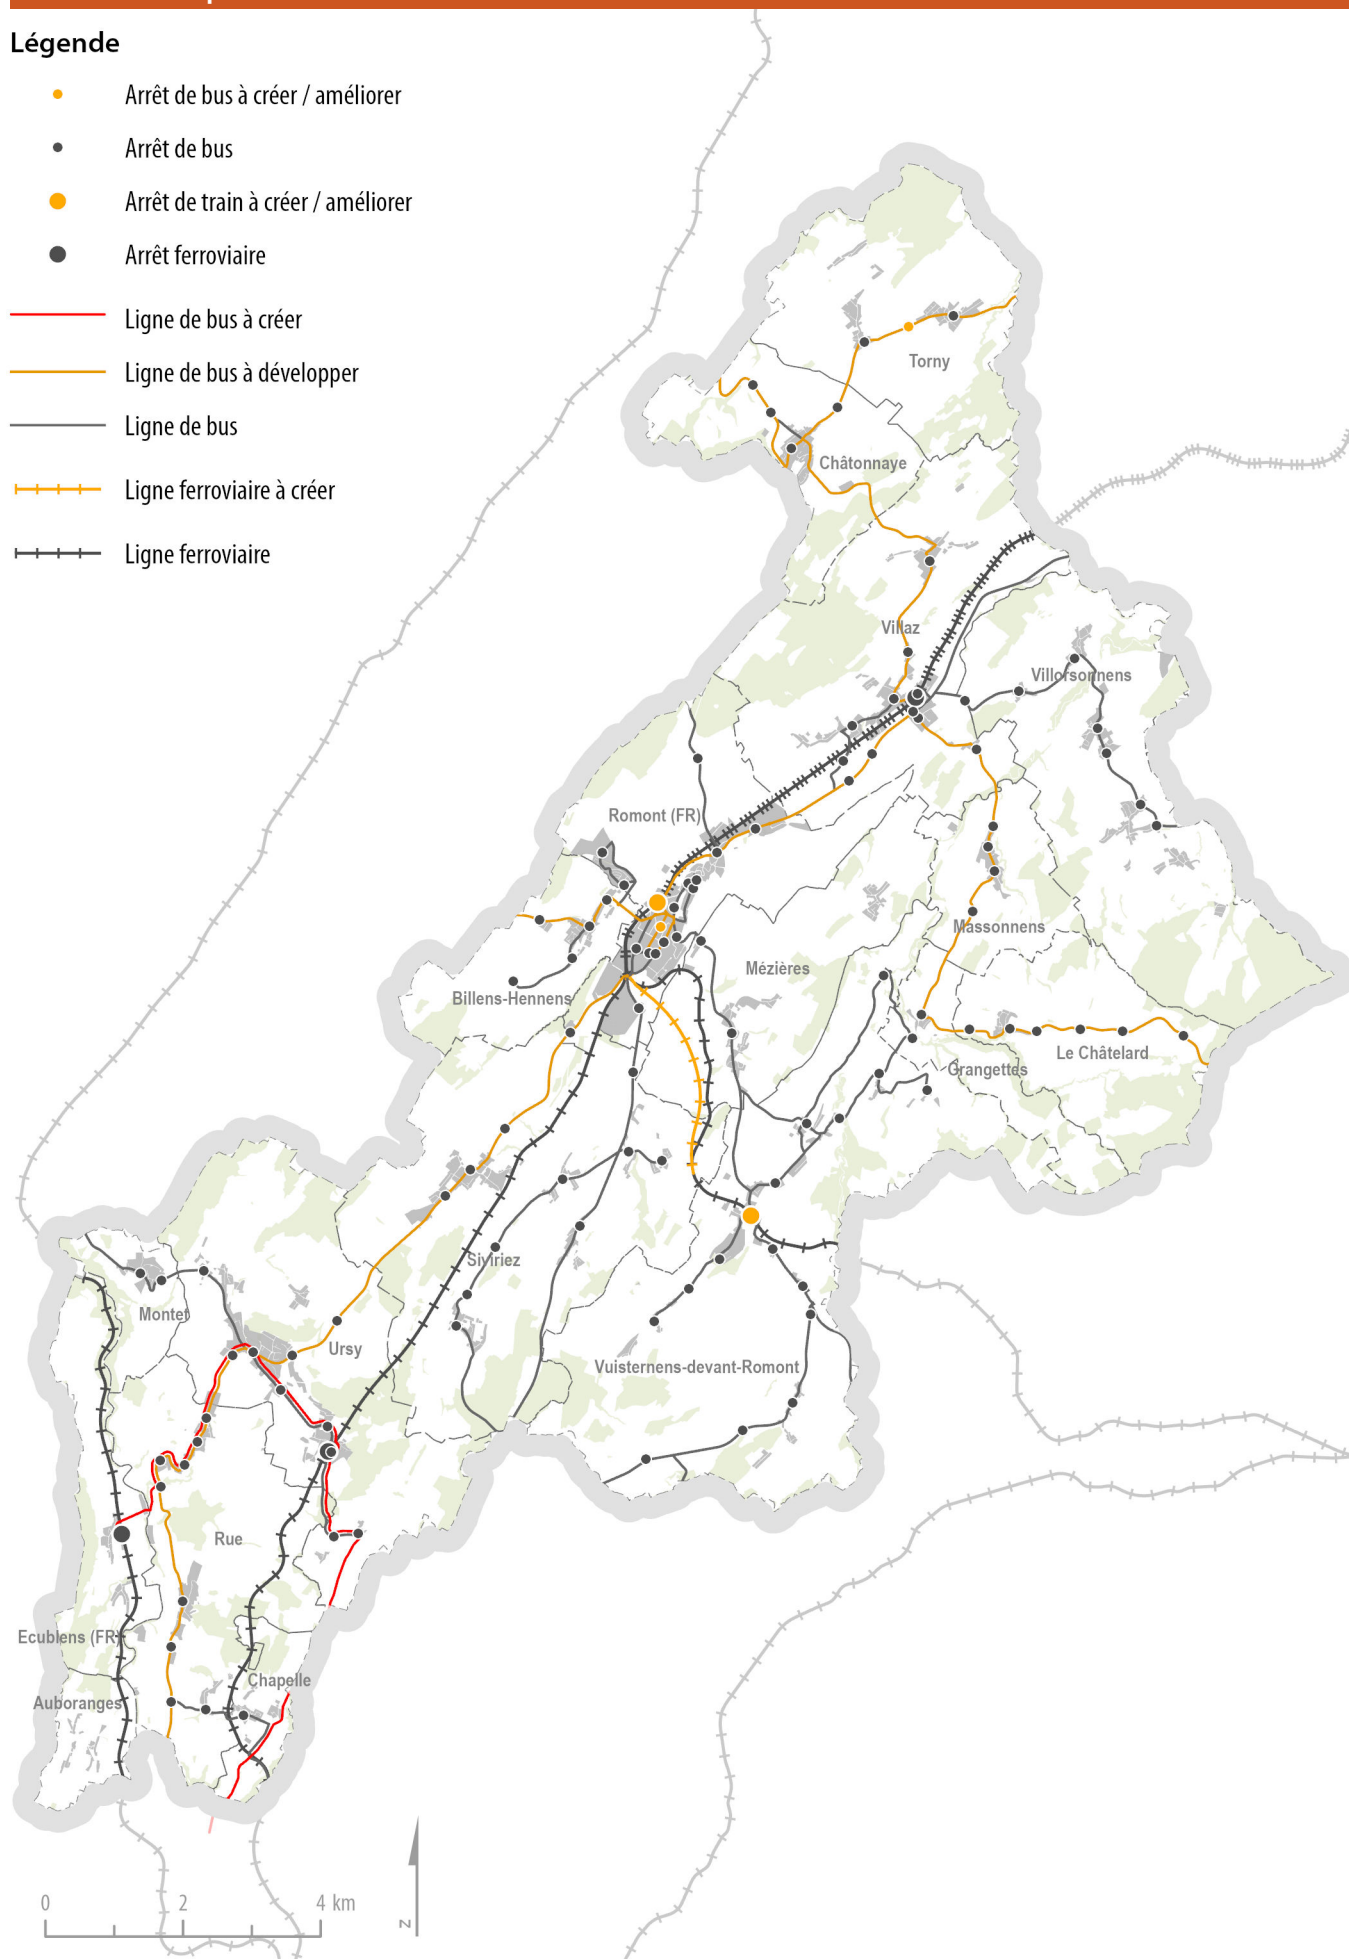 Légende
Arrêt de bus à créer / améliorer
Arrêt de bus
Arrêt de train à créer / améliorer
Arrêt ferroviaire
Ligne de bus à créer
Ligne de bus à développer
Ligne de bus
Ligne ferroviaire à créer
Ligne ferroviaire
Torny
Châtonnaye
Villaz
Villorsonnens
Romont (FR)
Massonnens
Mézières
Billens-Hennens
Le Châtelard
Grangettes
Siviriez
Montet
Ursy
Vuisternens-devant-Romont
Rue
Ecublens (FR)
Chapelle
Auboranges
0 2 4 km
N